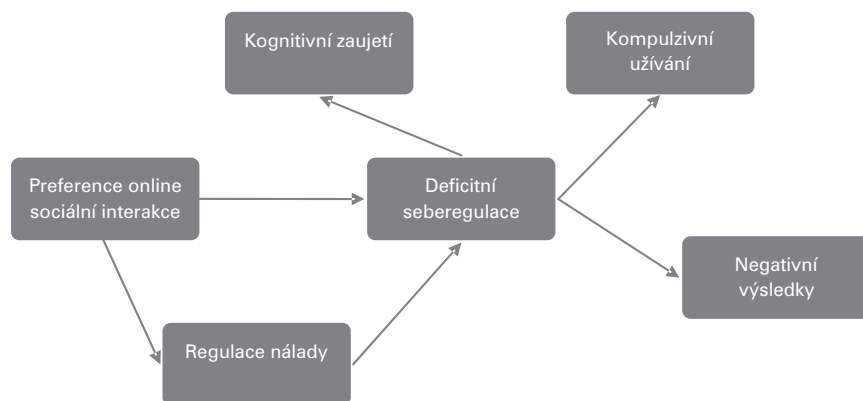 Kognitivní zaujetí
Kompulzivní
užívání
Preference online
sociální interakce
Deficitní
seberegulace
Negativní
výsledky
Regulace nálady